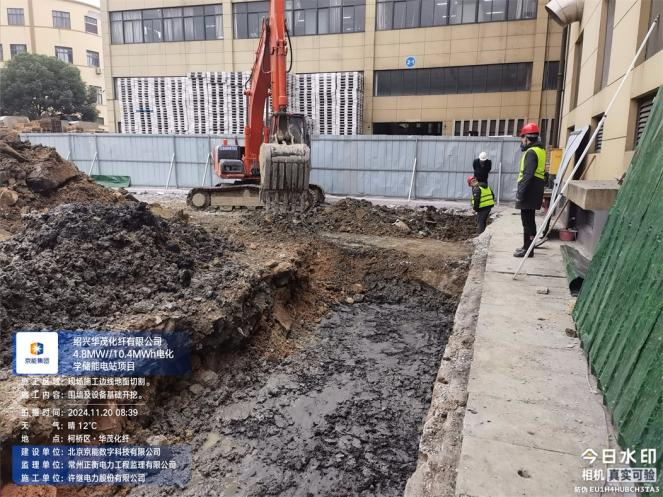 2#
京能集团
绍兴华茂化纤有限公司
4.8MW//10.4MWh电化
学储能电站项目
施工区域：现场施工边线地面切割。
施工内容：围墙及设备基础开挖。
拍摄时间：2024.11.20 08:39
天 气：晴 12℃
地 点：柯桥区·华茂化纤
建设单位：北京京能数字科技有限公司
监理单位：常州正衡电力工程监理有限公司
施工单位：许继电力股份有限公司
今日水印
相机 真实可验
防伪 EU1H4HUBCH3TA3